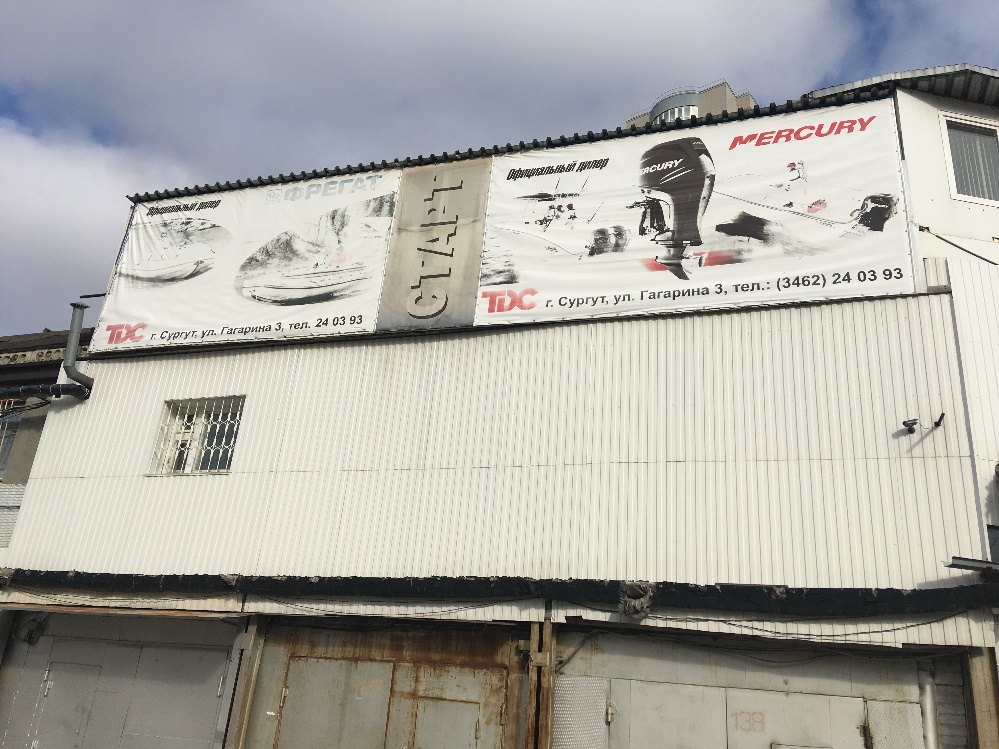 Официальный дилер
ФРЕГАТ
TDC г. Сургут, ул. Гагарина 3, тел. 24 03 93
СТАРТ
Официальный дилер
MERCURY
MERCURY
TDC г. Сургут, ул. Гагарина 3, тел.: (3462) 24 03 93
138